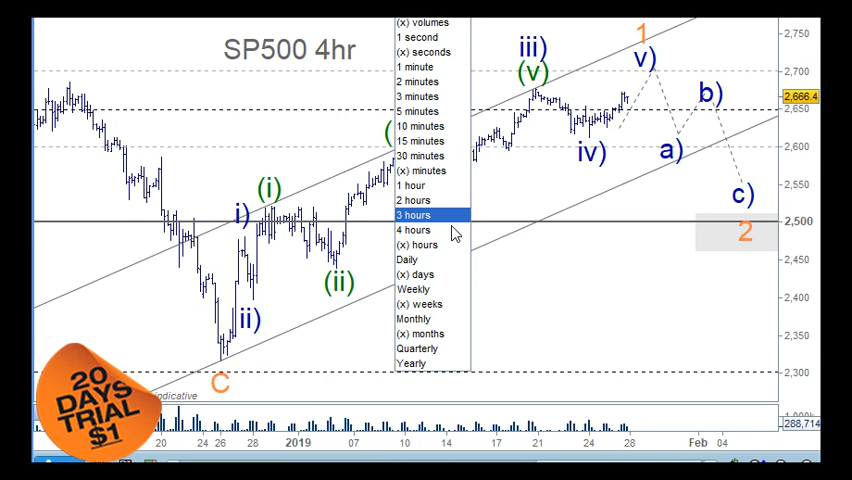 SP500 4hr
(x) volumes
1 second
(x) seconds
1 minute
2 minutes
3 minutes
5 minutes
10 minutes
15 minutes
30 minutes
(x) minutes
1 hour
2 hours
3 hours
4 hours
(x) hours
Daily
(x) days
Weekly
(x) weeks
Monthly
(x) months
Quarterly
Yearly
iii)
(v)
1
v)
b)
a)
iv)
c)
2
(i)
i)
(ii)
ii)
C
2,750
2,700
2,666.4
2,650
2,600
2,550
2,500
2,450
2,400
2,350
2,300
288,714
20
DAYS
TRIAL
$1
indicative
20 24 26 28 2019 07 10 14 17 21 24 28 Feb 04